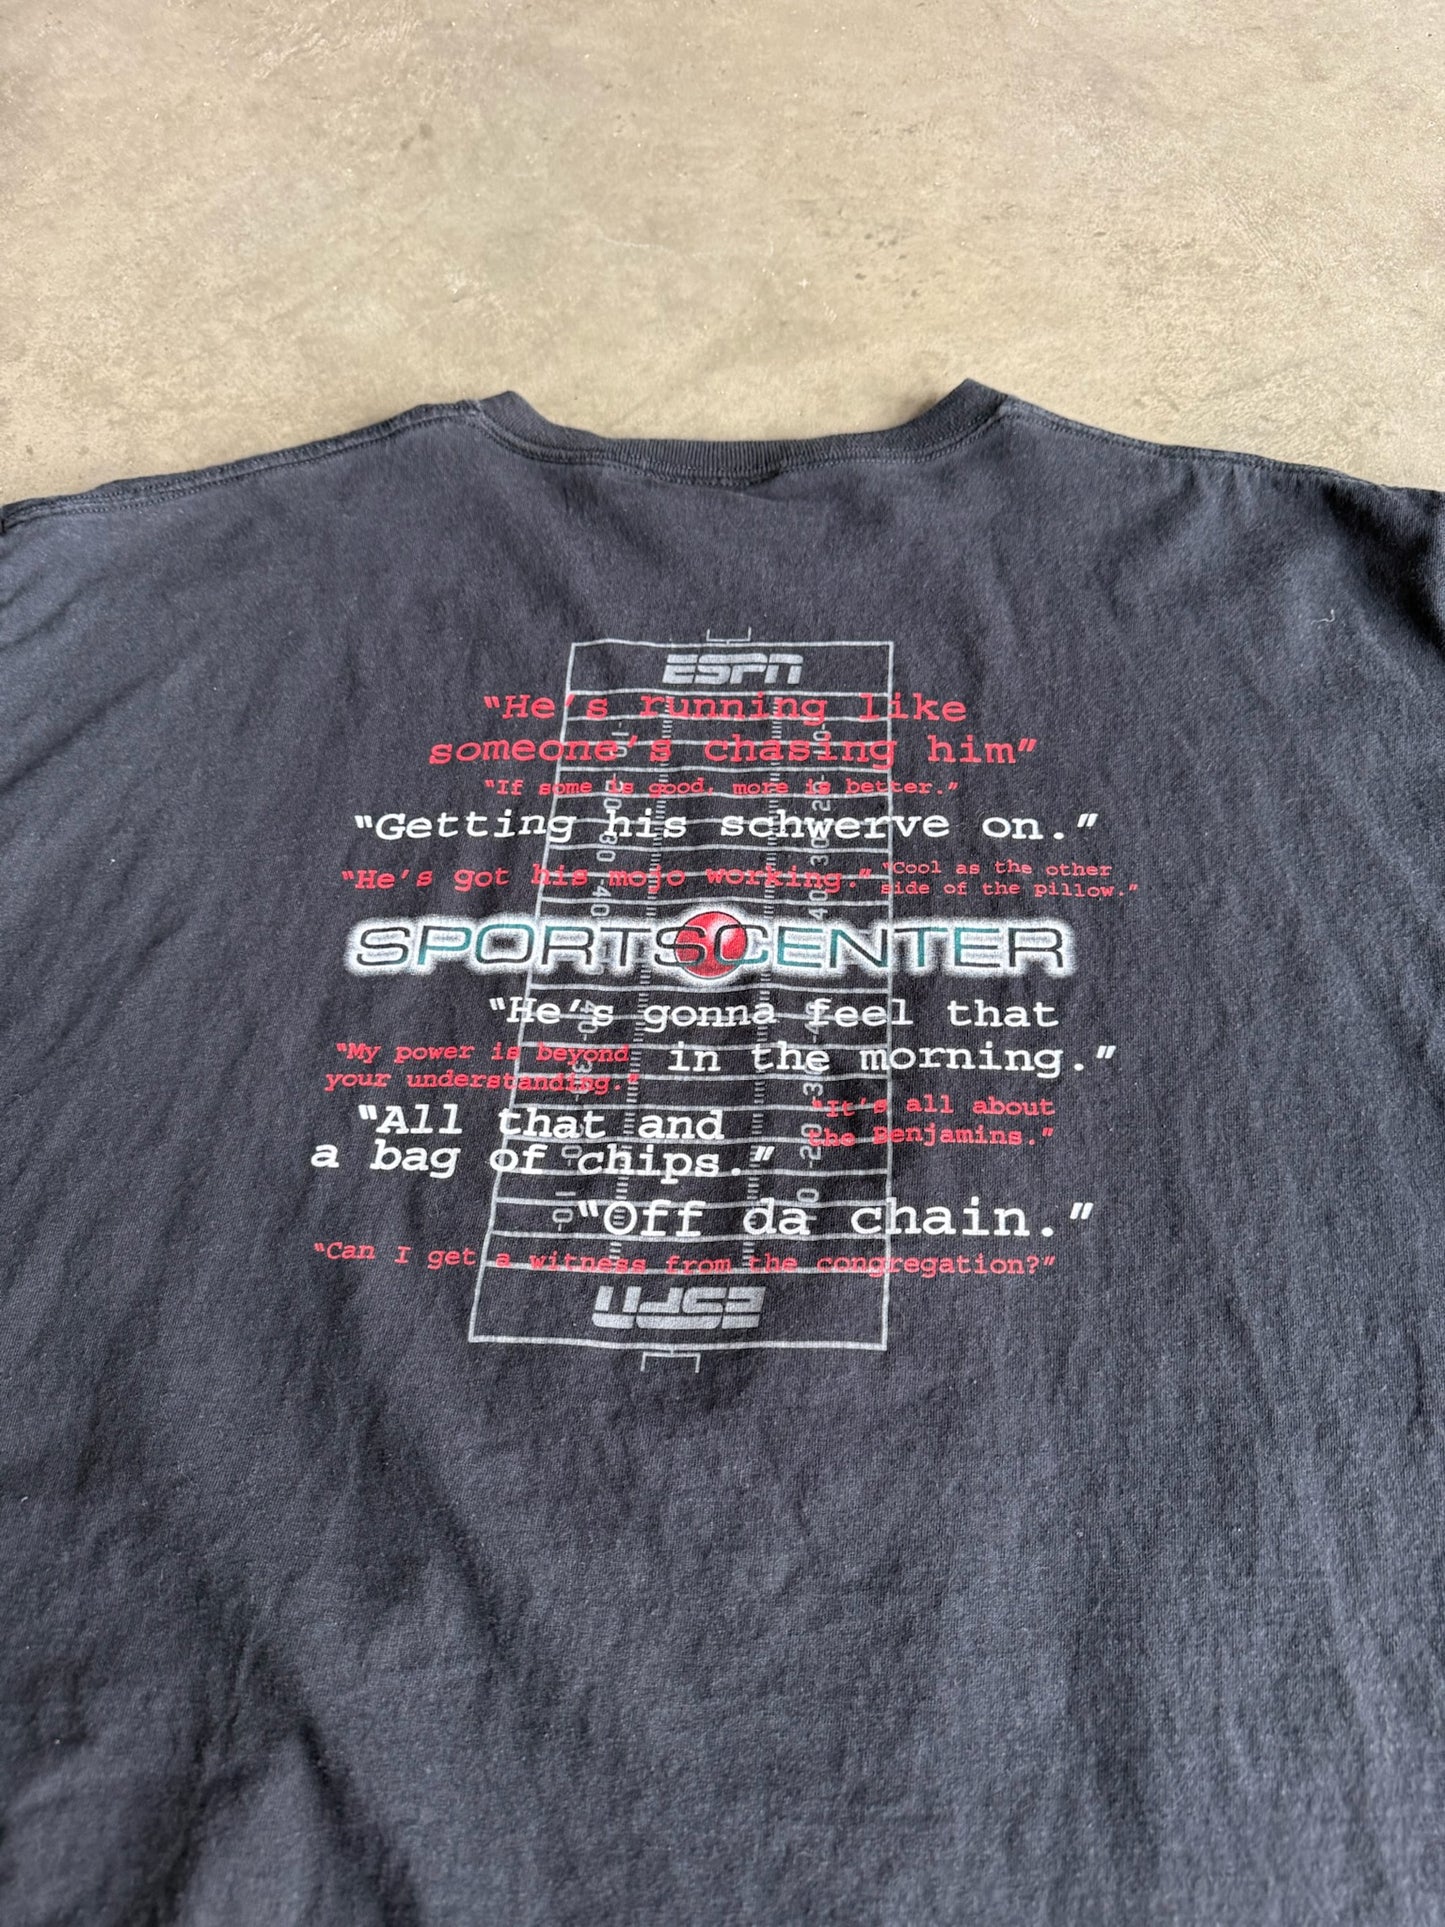 ESPN
"He's running like
someone's chasing him"
"If some is good, more is better."
"Getting his schwerve on."
"He's got his mojo working."
"Cool as the other
side of the pillow."
SPORTSCENTER
"He's gonna feel that
in the morning."
"My power is beyond
your understanding."
"All that and
a bag of chips."
"It's all about
the Benjamins."
"Off da chain."
"Can I get a witness from the congregation?"
ESPN